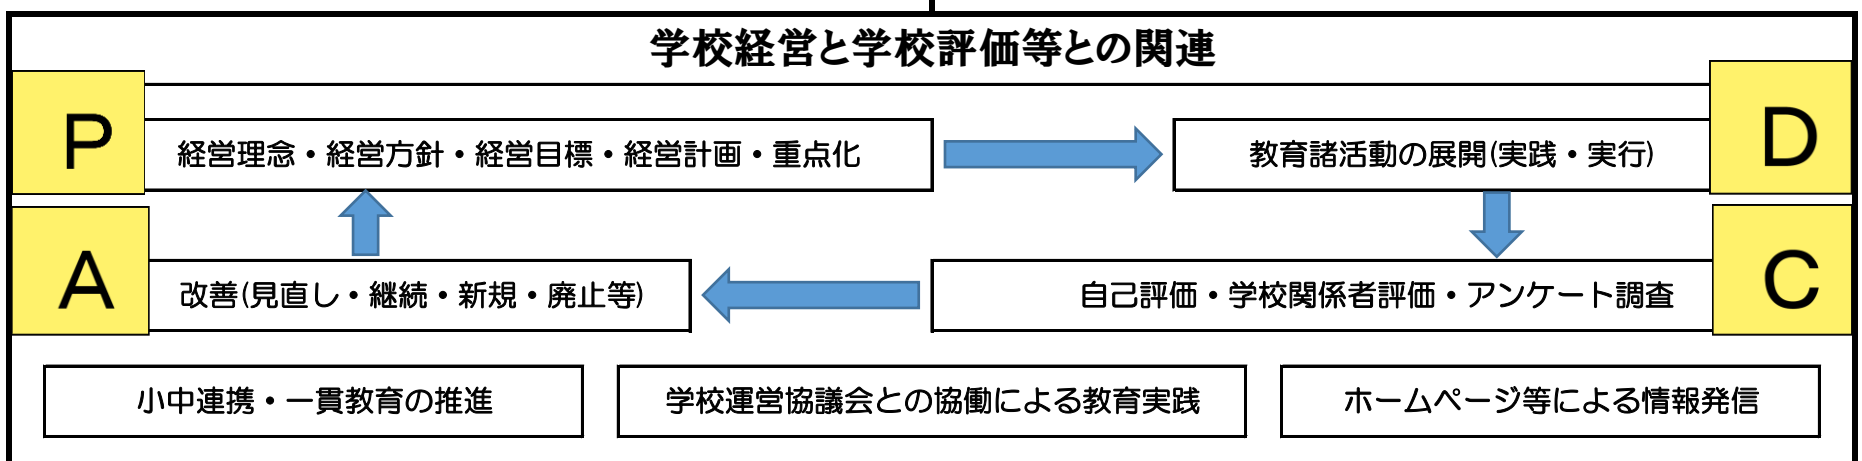 学校経営と学校評価等との関連
P
経営理念・経営方針・経営目標・経営計画・重点化
教育諸活動の展開(実践・実行)
D
A
改善(見直し・継続・新規・廃止等)
自己評価・学校関係者評価・アンケート調査
C
小中連携・一貫教育の推進
学校運営協議会との協働による教育実践
ホームページ等による情報発信